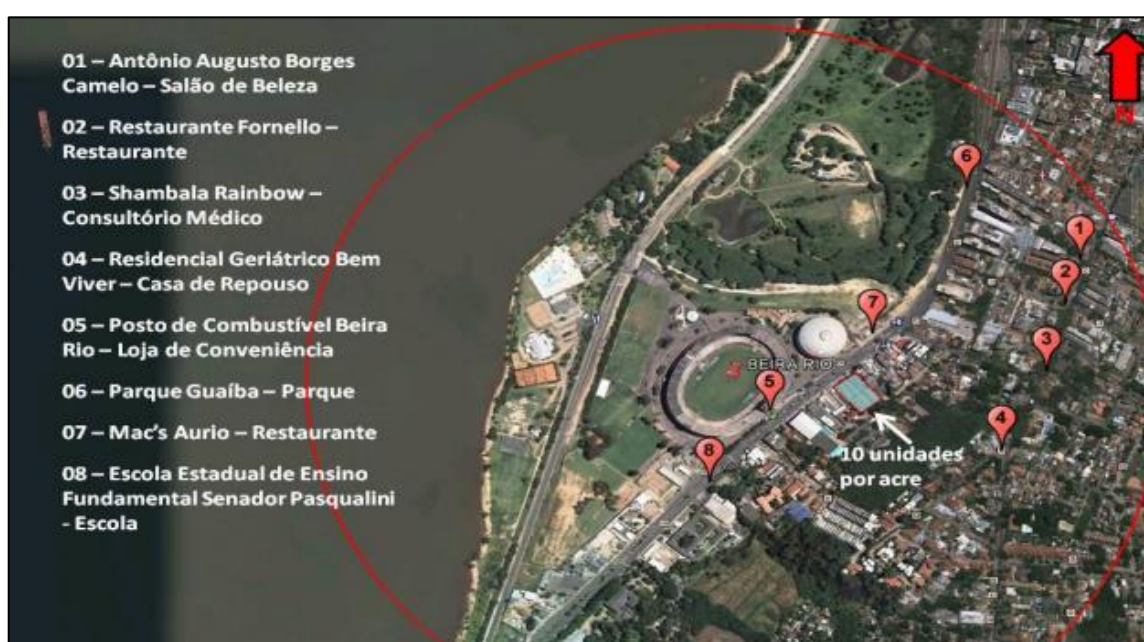 01 – Antônio Augusto Borges
Camelo – Salão de Beleza
02 – Restaurante Fornello –
Restaurante
03 – Shambala Rainbow –
Consultório Médico
04 – Residencial Geriátrico Bem
Viver – Casa de Repouso
05 – Posto de Combustível Beira
Rio – Loja de Conveniência
06 – Parque Guaíba – Parque
07 – Mac's Aurio – Restaurante
08 – Escola Estadual de Ensino
Fundamental Senador Pasqualini
- Escola
N
6
1
2
7
3
BEIRA RIO
5
4
8
10 unidades
por acre